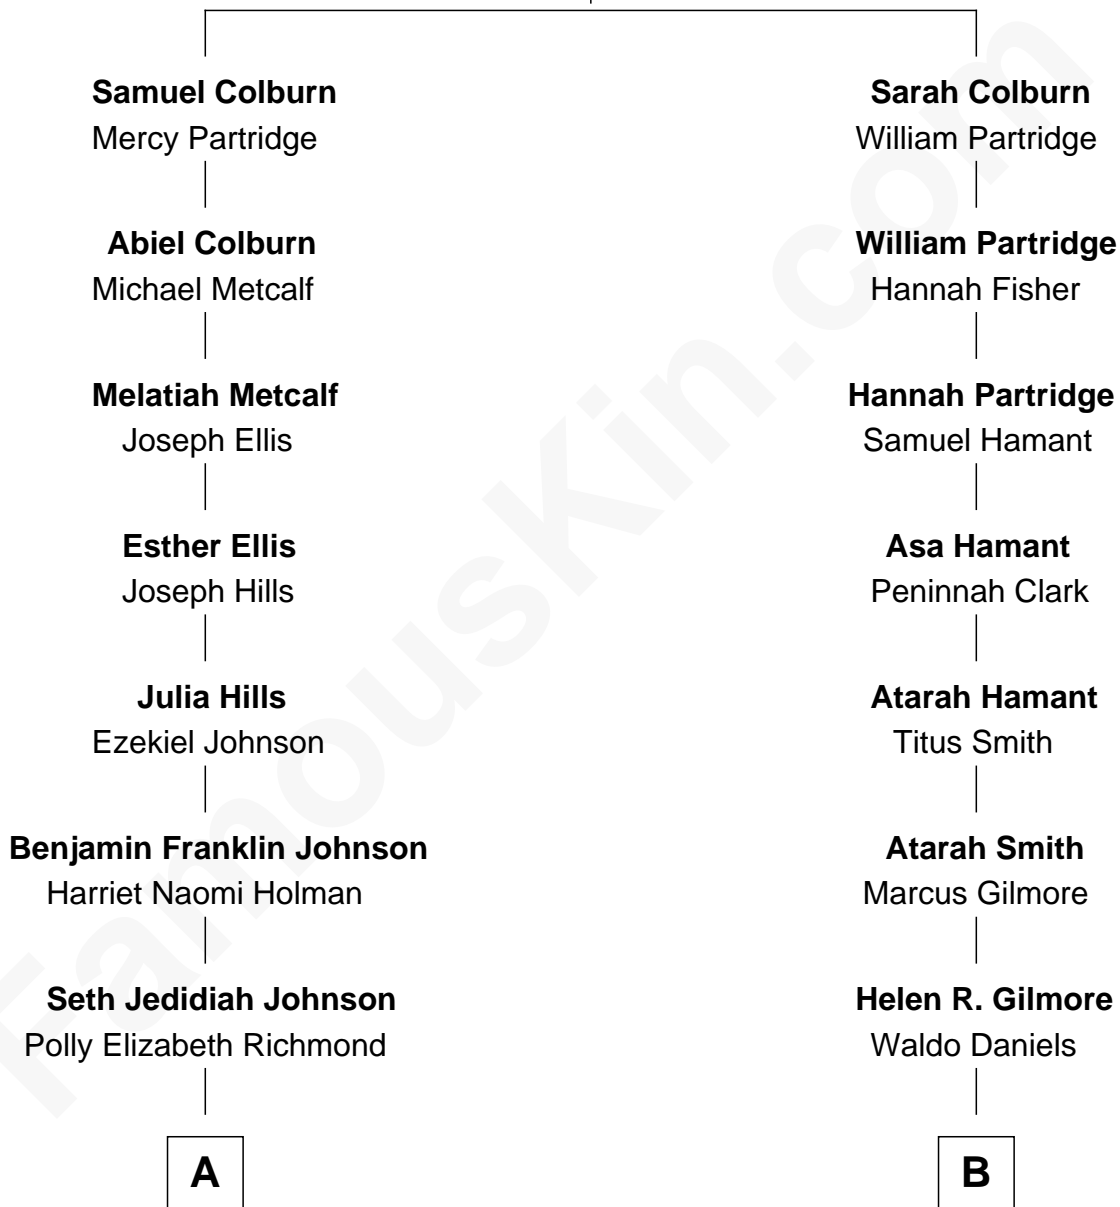 Samuel Colburn
Mercy Partridge
Sarah Colburn
William Partridge
Abiel Colburn
Michael Metcalf
William Partridge
Hannah Fisher
Melatiah Metcalf
Joseph Ellis
Hannah Partridge
Samuel Hamant
Esther Ellis
Joseph Hills
Asa Hamant
Peninnah Clark
Julia Hills
Ezekiel Johnson
Atarah Hamant
Titus Smith
Benjamin Franklin Johnson
Harriet Naomi Holman
Atarah Smith
Marcus Gilmore
Seth Jedidiah Johnson
Polly Elizabeth Richmond
Helen R. Gilmore
Waldo Daniels
A
B
FamousKin.com